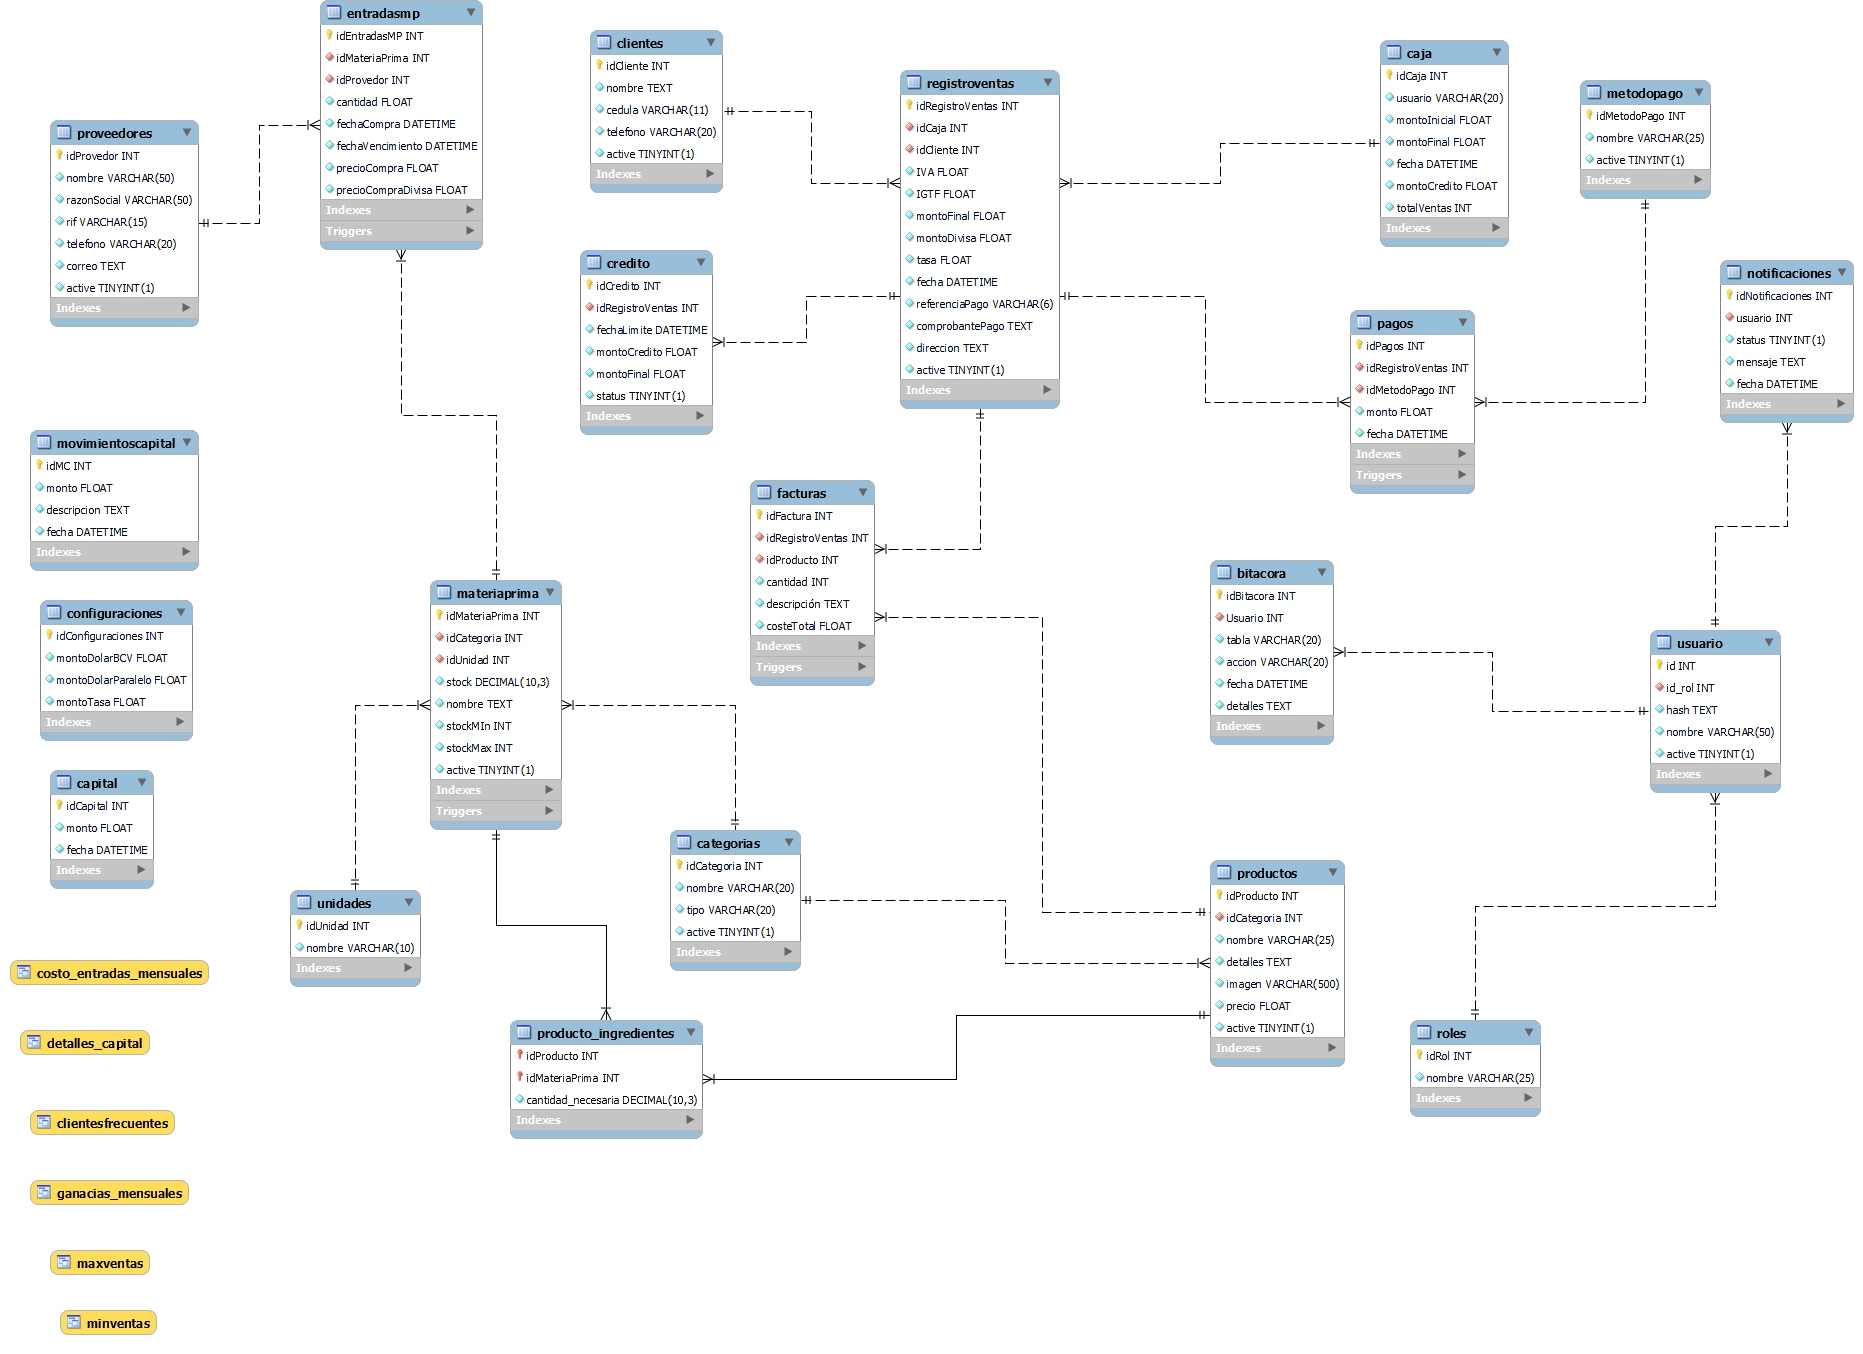 entradasmp
idEntradasMP INT
idMateriaPrima INT
idProvedor INT
cantidad FLOAT
fechaCompra DATETIME
fechaVencimiento DATETIME
precioCompra FLOAT
precioCompraDivisa FLOAT
Indexes
Triggers
clientes
idCliente INT
nombre TEXT
cedula VARCHAR(11)
telefono VARCHAR(20)
active TINYINT(1)
Indexes
registroventas
idRegistroVentas INT
idCaja INT
idCliente INT
IVA FLOAT
IGTF FLOAT
montoFinal FLOAT
montoDivisa FLOAT
tasa FLOAT
fecha DATETIME
referenciaPago VARCHAR(6)
comprobantePago TEXT
direccion TEXT
active TINYINT(1)
Indexes
caja
idCaja INT
usuario VARCHAR(20)
montoInicial FLOAT
montoFinal FLOAT
fecha DATETIME
montoCredito FLOAT
totalVentas INT
Indexes
metodopago
idMetodoPago INT
nombre VARCHAR(25)
active TINYINT(1)
Indexes
proveedores
idProvedor INT
nombre VARCHAR(50)
razonSocial VARCHAR(50)
rif VARCHAR(15)
telefono VARCHAR(20)
correo TEXT
active TINYINT(1)
Indexes
credito
idCredito INT
idRegistroVentas INT
fechaLimite DATETIME
montoCredito FLOAT
montoFinal FLOAT
status TINYINT(1)
Indexes
pagos
idPagos INT
idRegistroVentas INT
idMetodoPago INT
monto FLOAT
fecha DATETIME
Indexes
Triggers
notificaciones
idNotificaciones INT
usuario INT
status TINYINT(1)
mensaje TEXT
fecha DATETIME
Indexes
movimientoscapital
idMC INT
monto FLOAT
descripcion TEXT
fecha DATETIME
Indexes
facturas
idFactura INT
idRegistroVentas INT
idProducto INT
cantidad INT
descripción TEXT
costeTotal FLOAT
Indexes
Triggers
bitacora
idBitacora INT
Usuario INT
tabla VARCHAR(20)
accion VARCHAR(20)
fecha DATETIME
detalles TEXT
Indexes
configuraciones
idConfiguraciones INT
montoDolarBCV FLOAT
montoDolarParalelo FLOAT
montoTasa FLOAT
Indexes
materiaprima
idMateriaPrima INT
idCategoria INT
idUnidad INT
stock DECIMAL(10,3)
nombre TEXT
stockMIn INT
stockMax INT
active TINYINT(1)
Indexes
Triggers
usuario
id INT
id_rol INT
hash TEXT
nombre VARCHAR(50)
active TINYINT(1)
Indexes
capital
idCapital INT
monto FLOAT
fecha DATETIME
Indexes
unidades
idUnidad INT
nombre VARCHAR(10)
Indexes
categorias
idCategoria INT
nombre VARCHAR(20)
tipo VARCHAR(20)
active TINYINT(1)
Indexes
productos
idProducto INT
idCategoria INT
nombre VARCHAR(25)
detalles TEXT
imagen VARCHAR(500)
precio FLOAT
active TINYINT(1)
Indexes
producto_ingredientes
idProducto INT
idMateriaPrima INT
cantidad_necesaria DECIMAL(10,3)
Indexes
roles
idRol INT
nombre VARCHAR(25)
Indexes
costo_entradas_mensuales
detalles_capital
clientesfrecuentes
ganacias_mensuales
maxventas
minventas